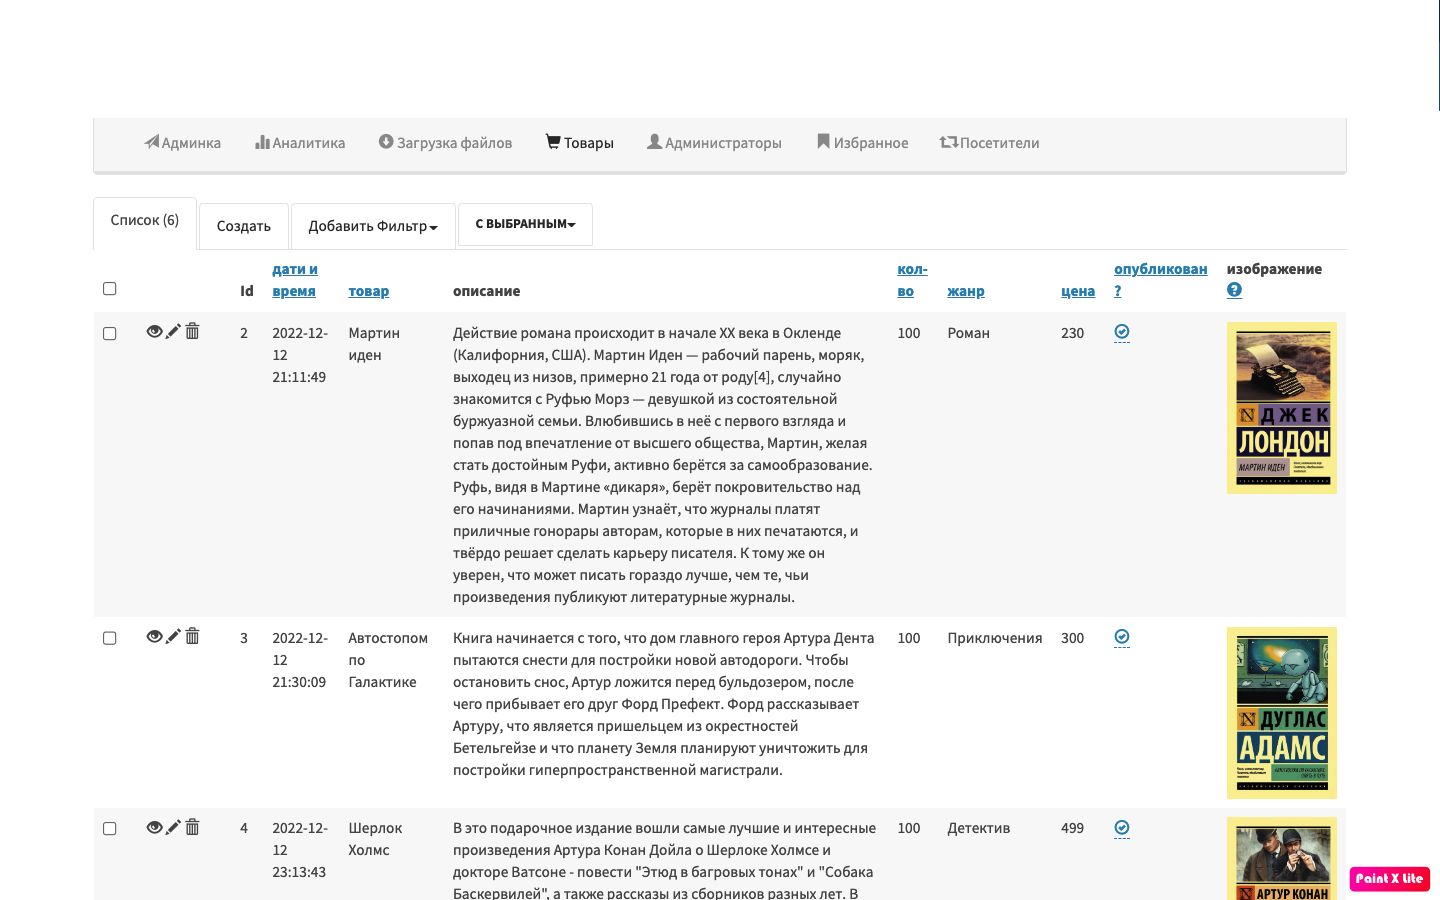 Админка Аналитика Загрузка файлов Товары Администраторы Избранное Посетители
Список (6) Создать Добавить Фильтр С ВЫБРАННЫМ
Id
дати и
время
товар
описание
кол-
во
жанр
цена
опубликован
?
изображение
2
2022-12-
12
21:11:49
Мартин
иден
Действие романа происходит в начале XX века в Окленде
(Калифорния, США). Мартин Иден — рабочий парень, моряк,
выходец из низов, примерно 21 года от роду[4], случайно
знакомится с Руфью Морз — девушкой из состоятельной
буржуазной семьи. Влюбившись в неё с первого взгляда и
попав под впечатление от высшего общества, Мартин, желая
стать достойным Руфи, активно берётся за самообразование.
Руфь, видя в Мартине «дикаря», берёт покровительство над
его начинаниями. Мартин узнаёт, что журналы платят
приличные гонорары авторам, которые в них печатаются, и
твёрдо решает сделать карьеру писателя. К тому же он
уверен, что может писать гораздо лучше, чем те, чьи
произведения публикуют литературные журналы.
100
Роман
230
ДЖЕК
ЛОНДОН
МАРТИН ИДЕН
3
2022-12-
12
21:30:09
Автостопом
по
Галактике
Книга начинается с того, что дом главного героя Артура Дента
пытаются снести для постройки новой автодороги. Чтобы
остановить снос, Артур ложится перед бульдозером, после
чего прибывает его друг Форд Префект. Форд рассказывает
Артуру, что является пришельцем из окрестностей
Бетельгейзе и что планету Земля планируют уничтожить для
постройки гиперпространственной магистрали.
100
Приключения
300
ДУГЛАС
АДАМС
4
2022-12-
12
23:13:43
Шерлок
Холмс
В это подарочное издание вошли самые лучшие и интересные
произведения Артура Конан Дойла о Шерлоке Холмсе и
докторе Ватсоне - повести "Этюд в багровых тонах" и "Собака
Баскервилей", а также рассказы из сборников разных лет. В
100
Детектив
499
АРТУР КОНАН
Paint X Lite